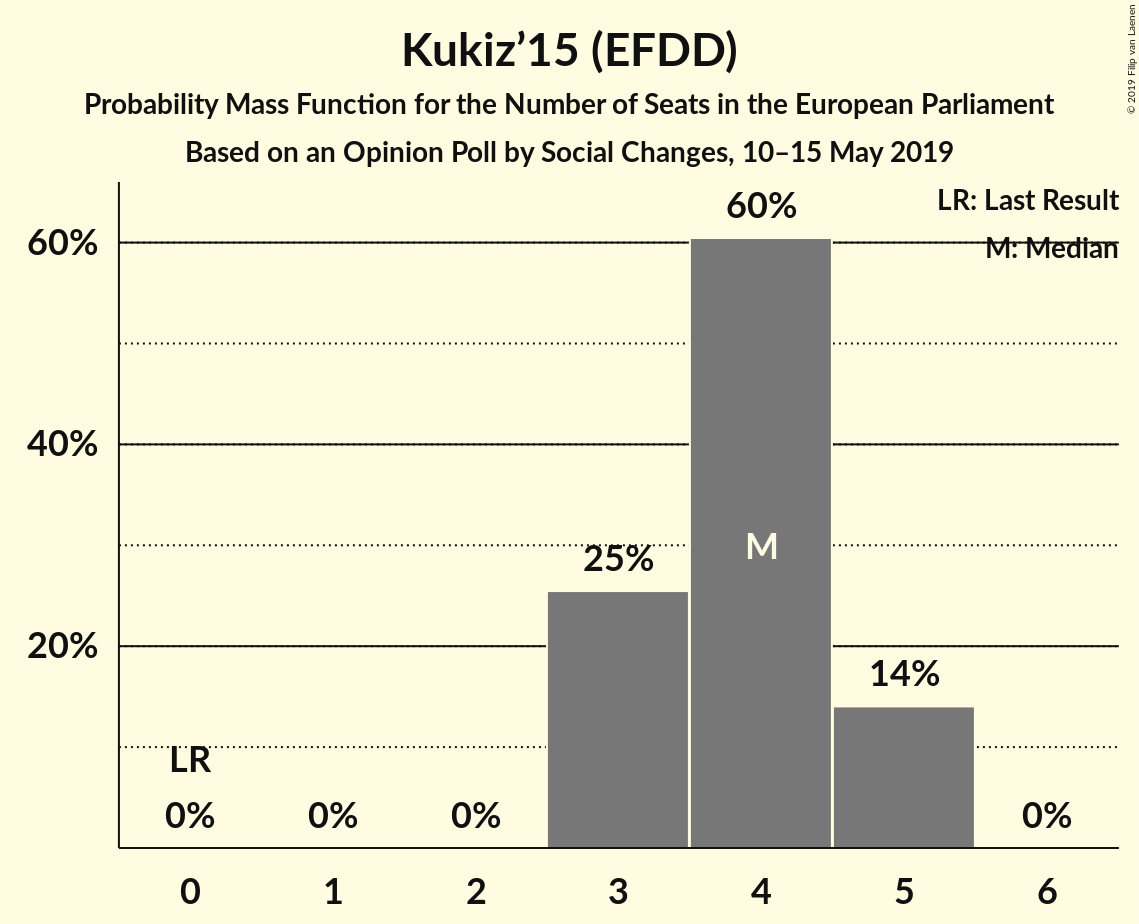 Kukiz’15 (EFDD)
Probability Mass Function for the Number of Seats in the European Parliament
Based on an Opinion Poll by Social Changes, 10–15 May 2019
© 2019 Filip van Laenen
LR: Last Result
M: Median
60%
40%
20%
LR
0%
0%
0%
25%
60%
M
14%
0%
0 1 2 3 4 5 6